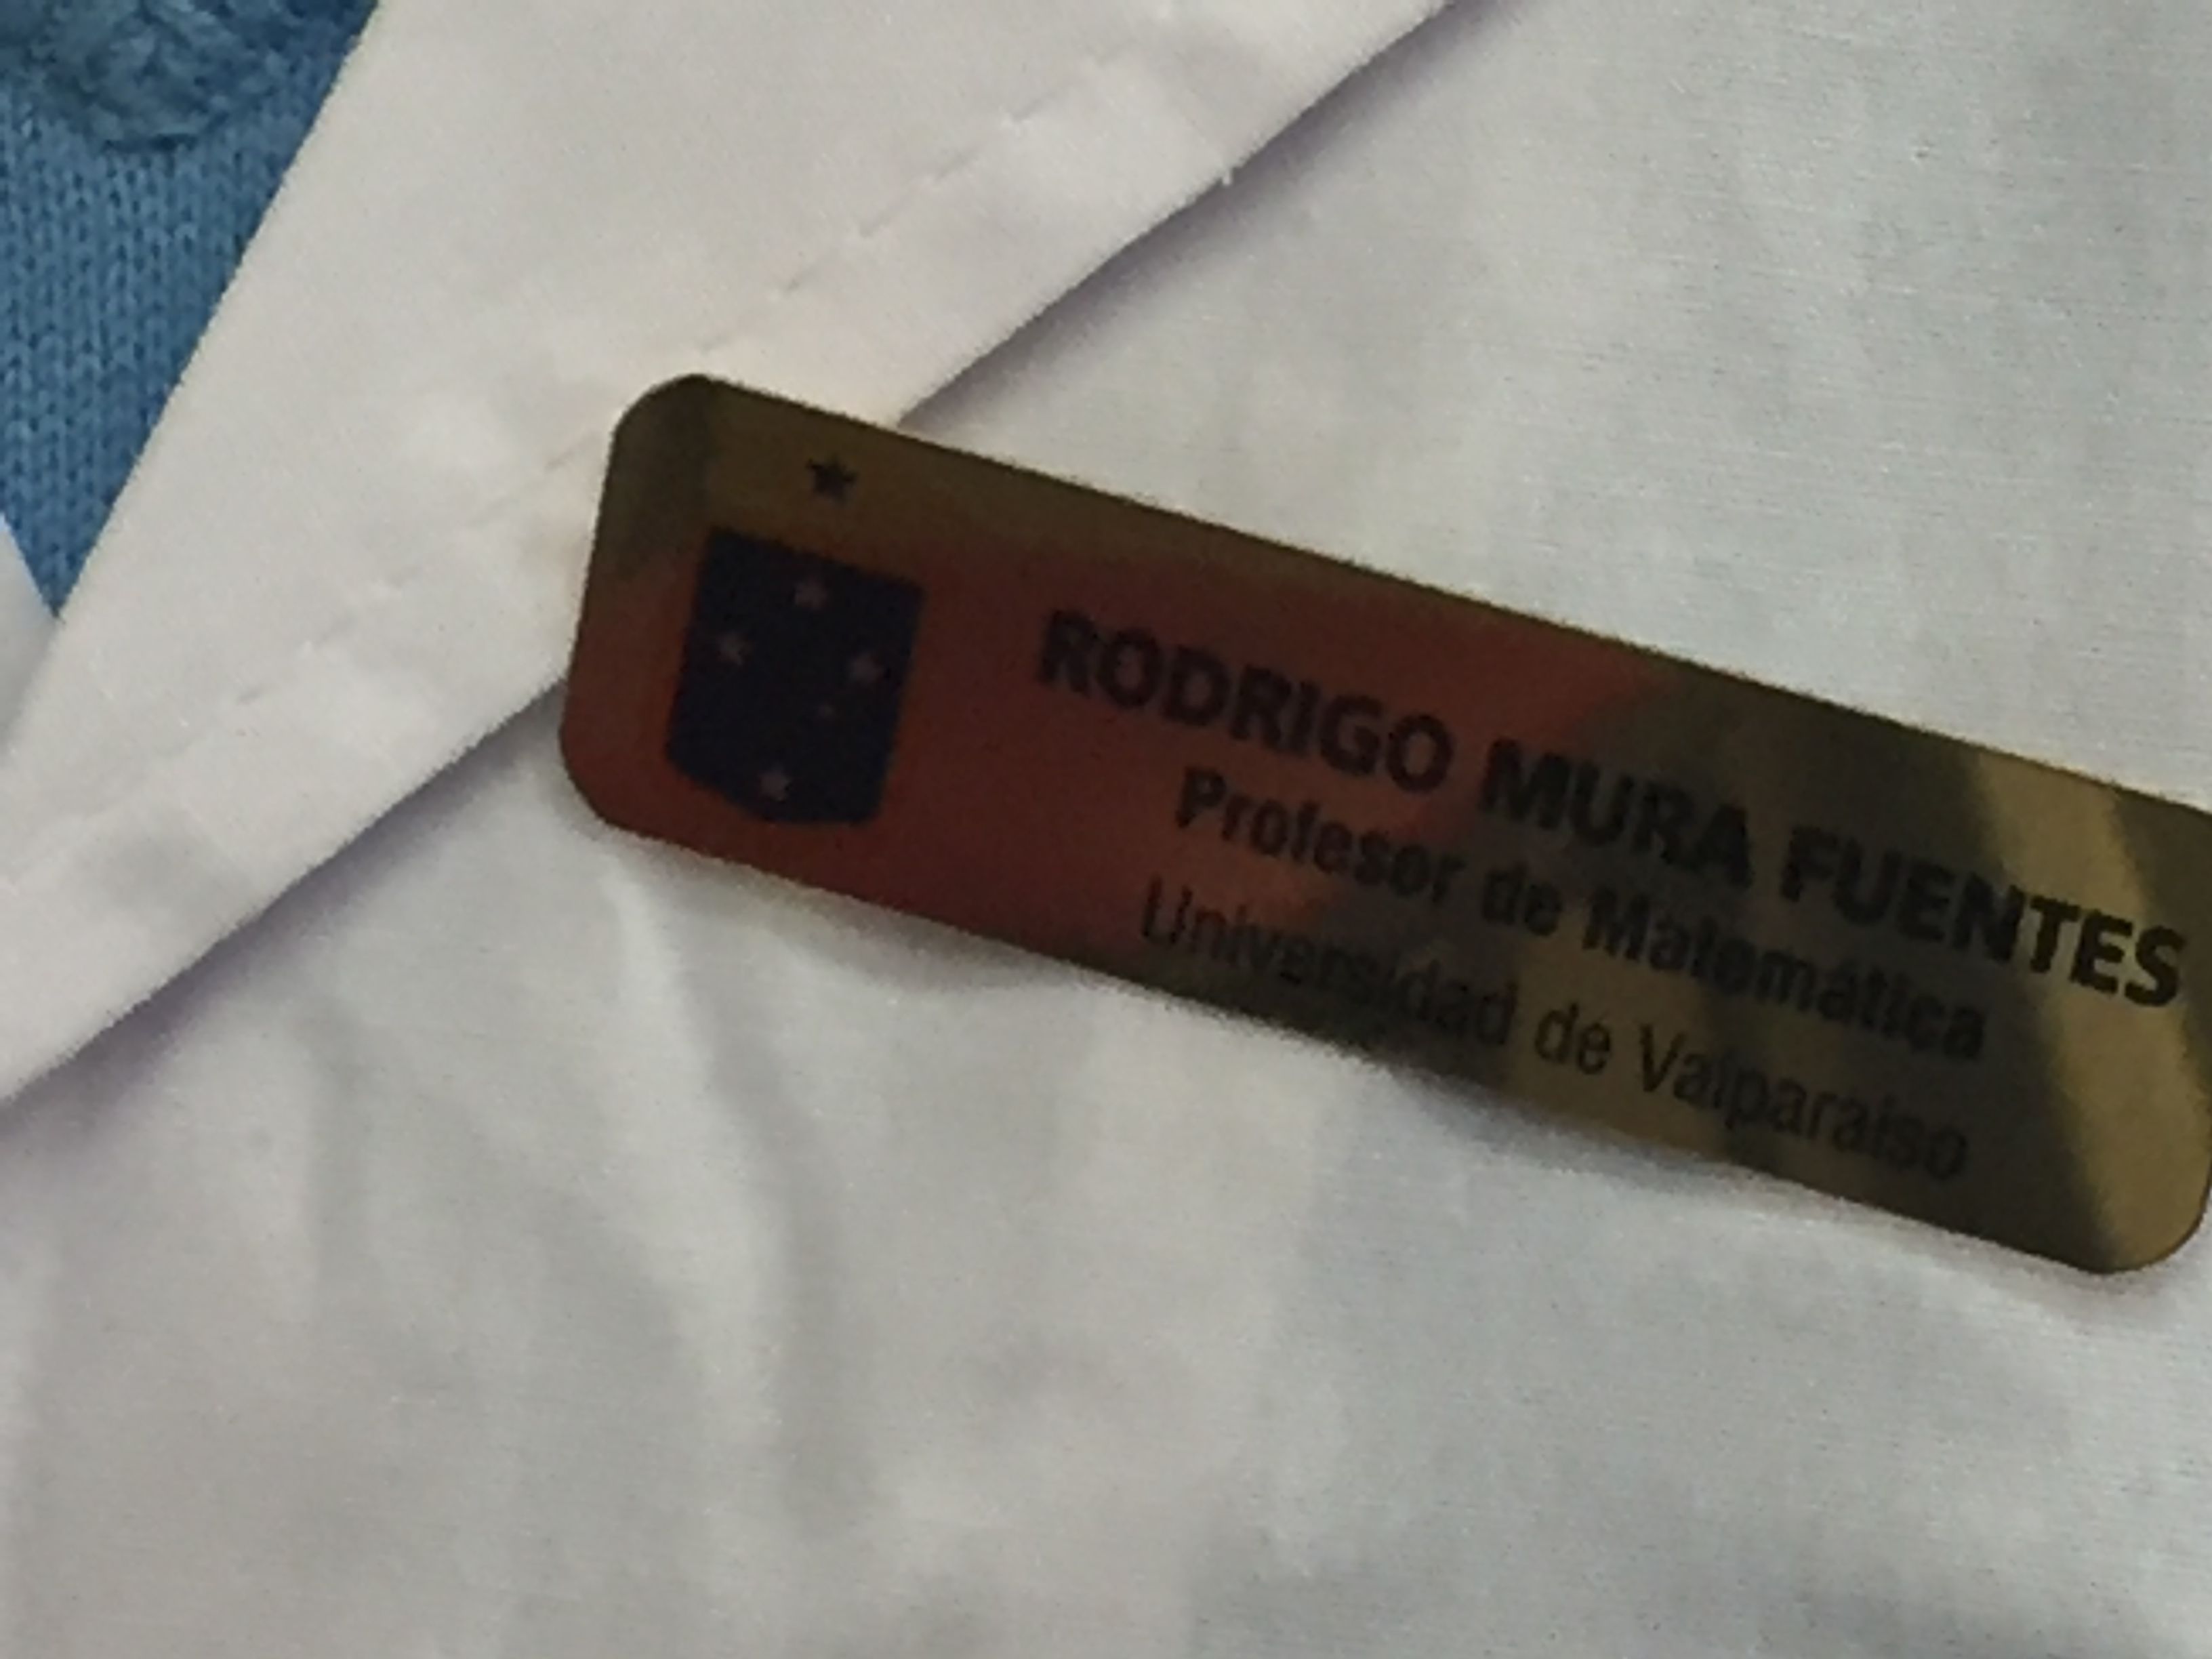 RODRIGO MURA FUENTES
Profesor de Matemática
Universidad de Valparaíso